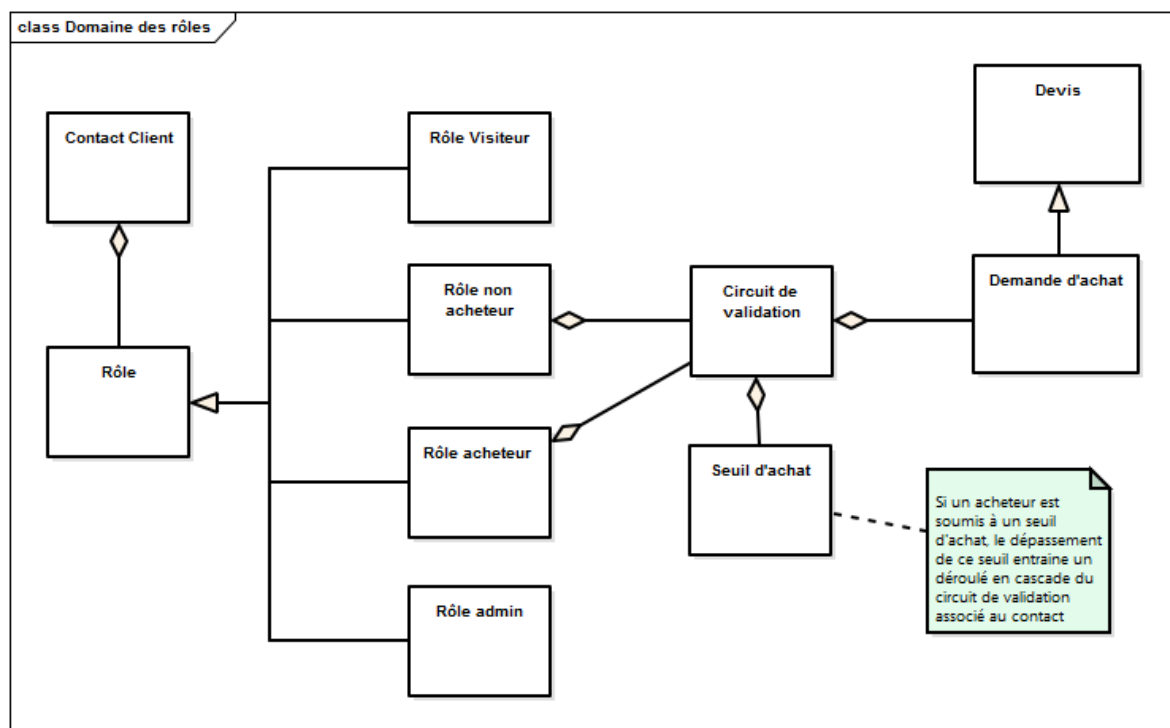 class Domaine des rôles
Contact Client
Rôle
Rôle Visiteur
Rôle non
acheteur
Rôle acheteur
Rôle admin
Circuit de
validation
Seuil d'achat
Devis
Demande d'achat
Si un acheteur est
soumis à un seuil
d'achat, le dépassement
de ce seuil entraine un
déroulé en cascade du
circuit de validation
associé au contact